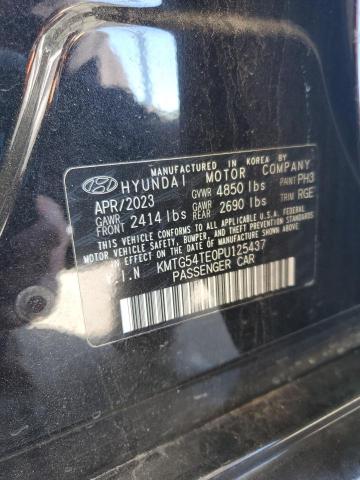 MANUFACTURED IN KOREA BY
HYUNDAI MOTOR COMPANY
APR/2023 GVWR 4850 lbs PAINT PH3
GAWR FRONT 2414 lbs GAWR REAR 2690 lbs TRIM RGE
THIS VEHICLE CONFORMS TO ALL APPLICABLE U.S.A. FEDERAL
MOTOR VEHICLE SAFETY, BUMPER, AND THEFT PREVENTION
STANDARDS IN EFFECT ON THE DATE OF MANUFACTURE SHOWN ABOVE.
V.I.N KMTG54TE0PU125437
PASSENGER CAR